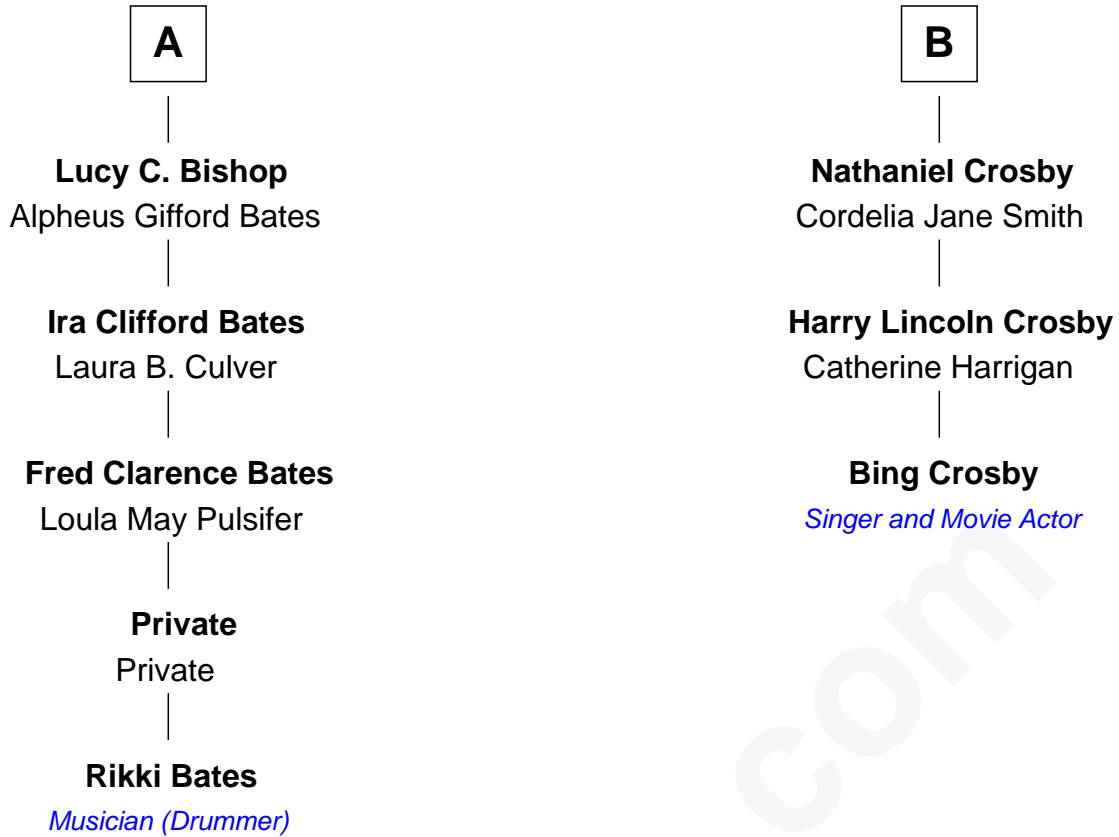 A
Lucy C. Bishop
Alpheus Gifford Bates
Ira Clifford Bates
Laura B. Culver
Fred Clarence Bates
Loula May Pulsifer
Private
Private
Rikki Bates
Musician (Drummer)
B
Nathaniel Crosby
Cordelia Jane Smith
Harry Lincoln Crosby
Catherine Harrigan
Bing Crosby
Singer and Movie Actor
com